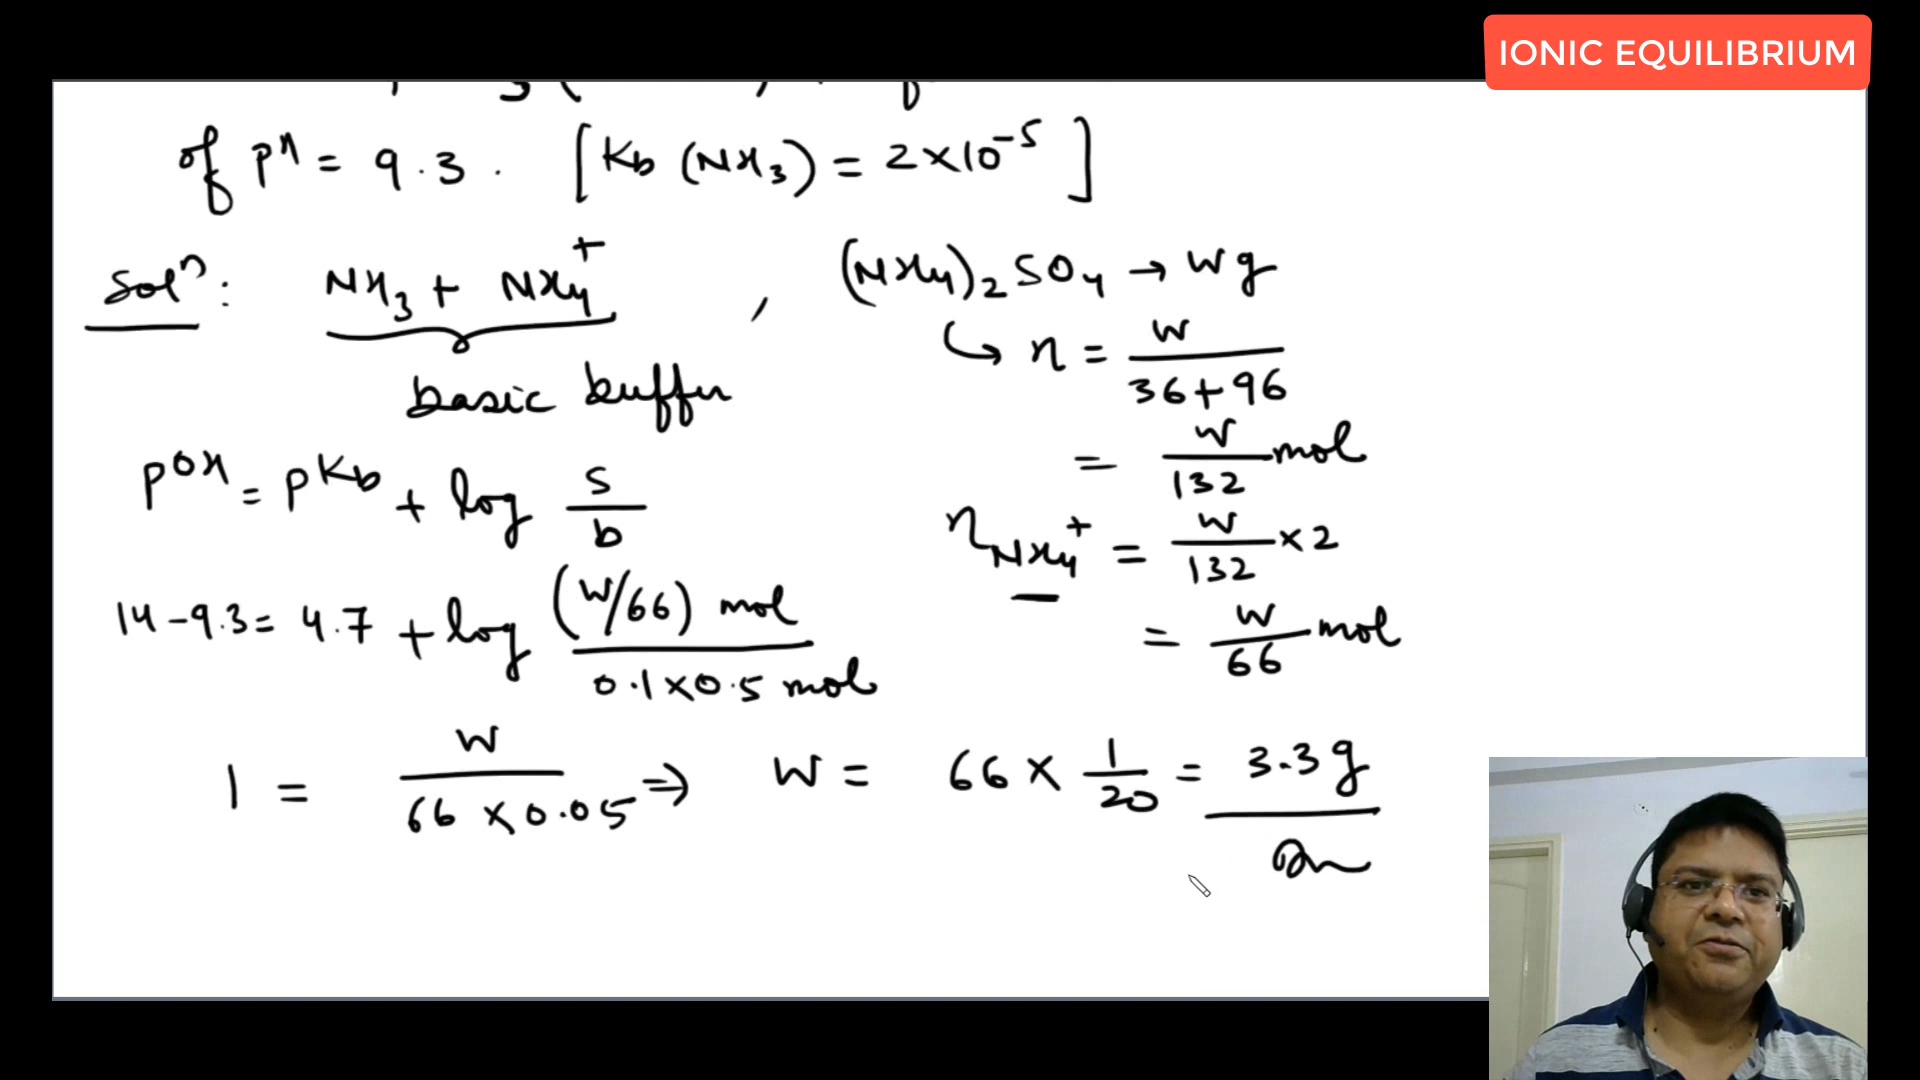 IONIC EQUILIBRIUM
of pH = 9.3 . [Kb (NH3) = 2×10^-5]
Solⁿ : NH3 + NH4+ , (NH4)2SO4 → w g
basic buffer
n = w/(36+96)
= w/132 mol
pOH = pKb + log s/b
nNH4+ = w/132 × 2
14 - 9.3 = 4.7 + log (w/66) mol / 0.1×0.5 mol
= w/66 mol
1 = w/(66 × 0.05) ⇒ w = 66 × 1/20 = 3.3 g